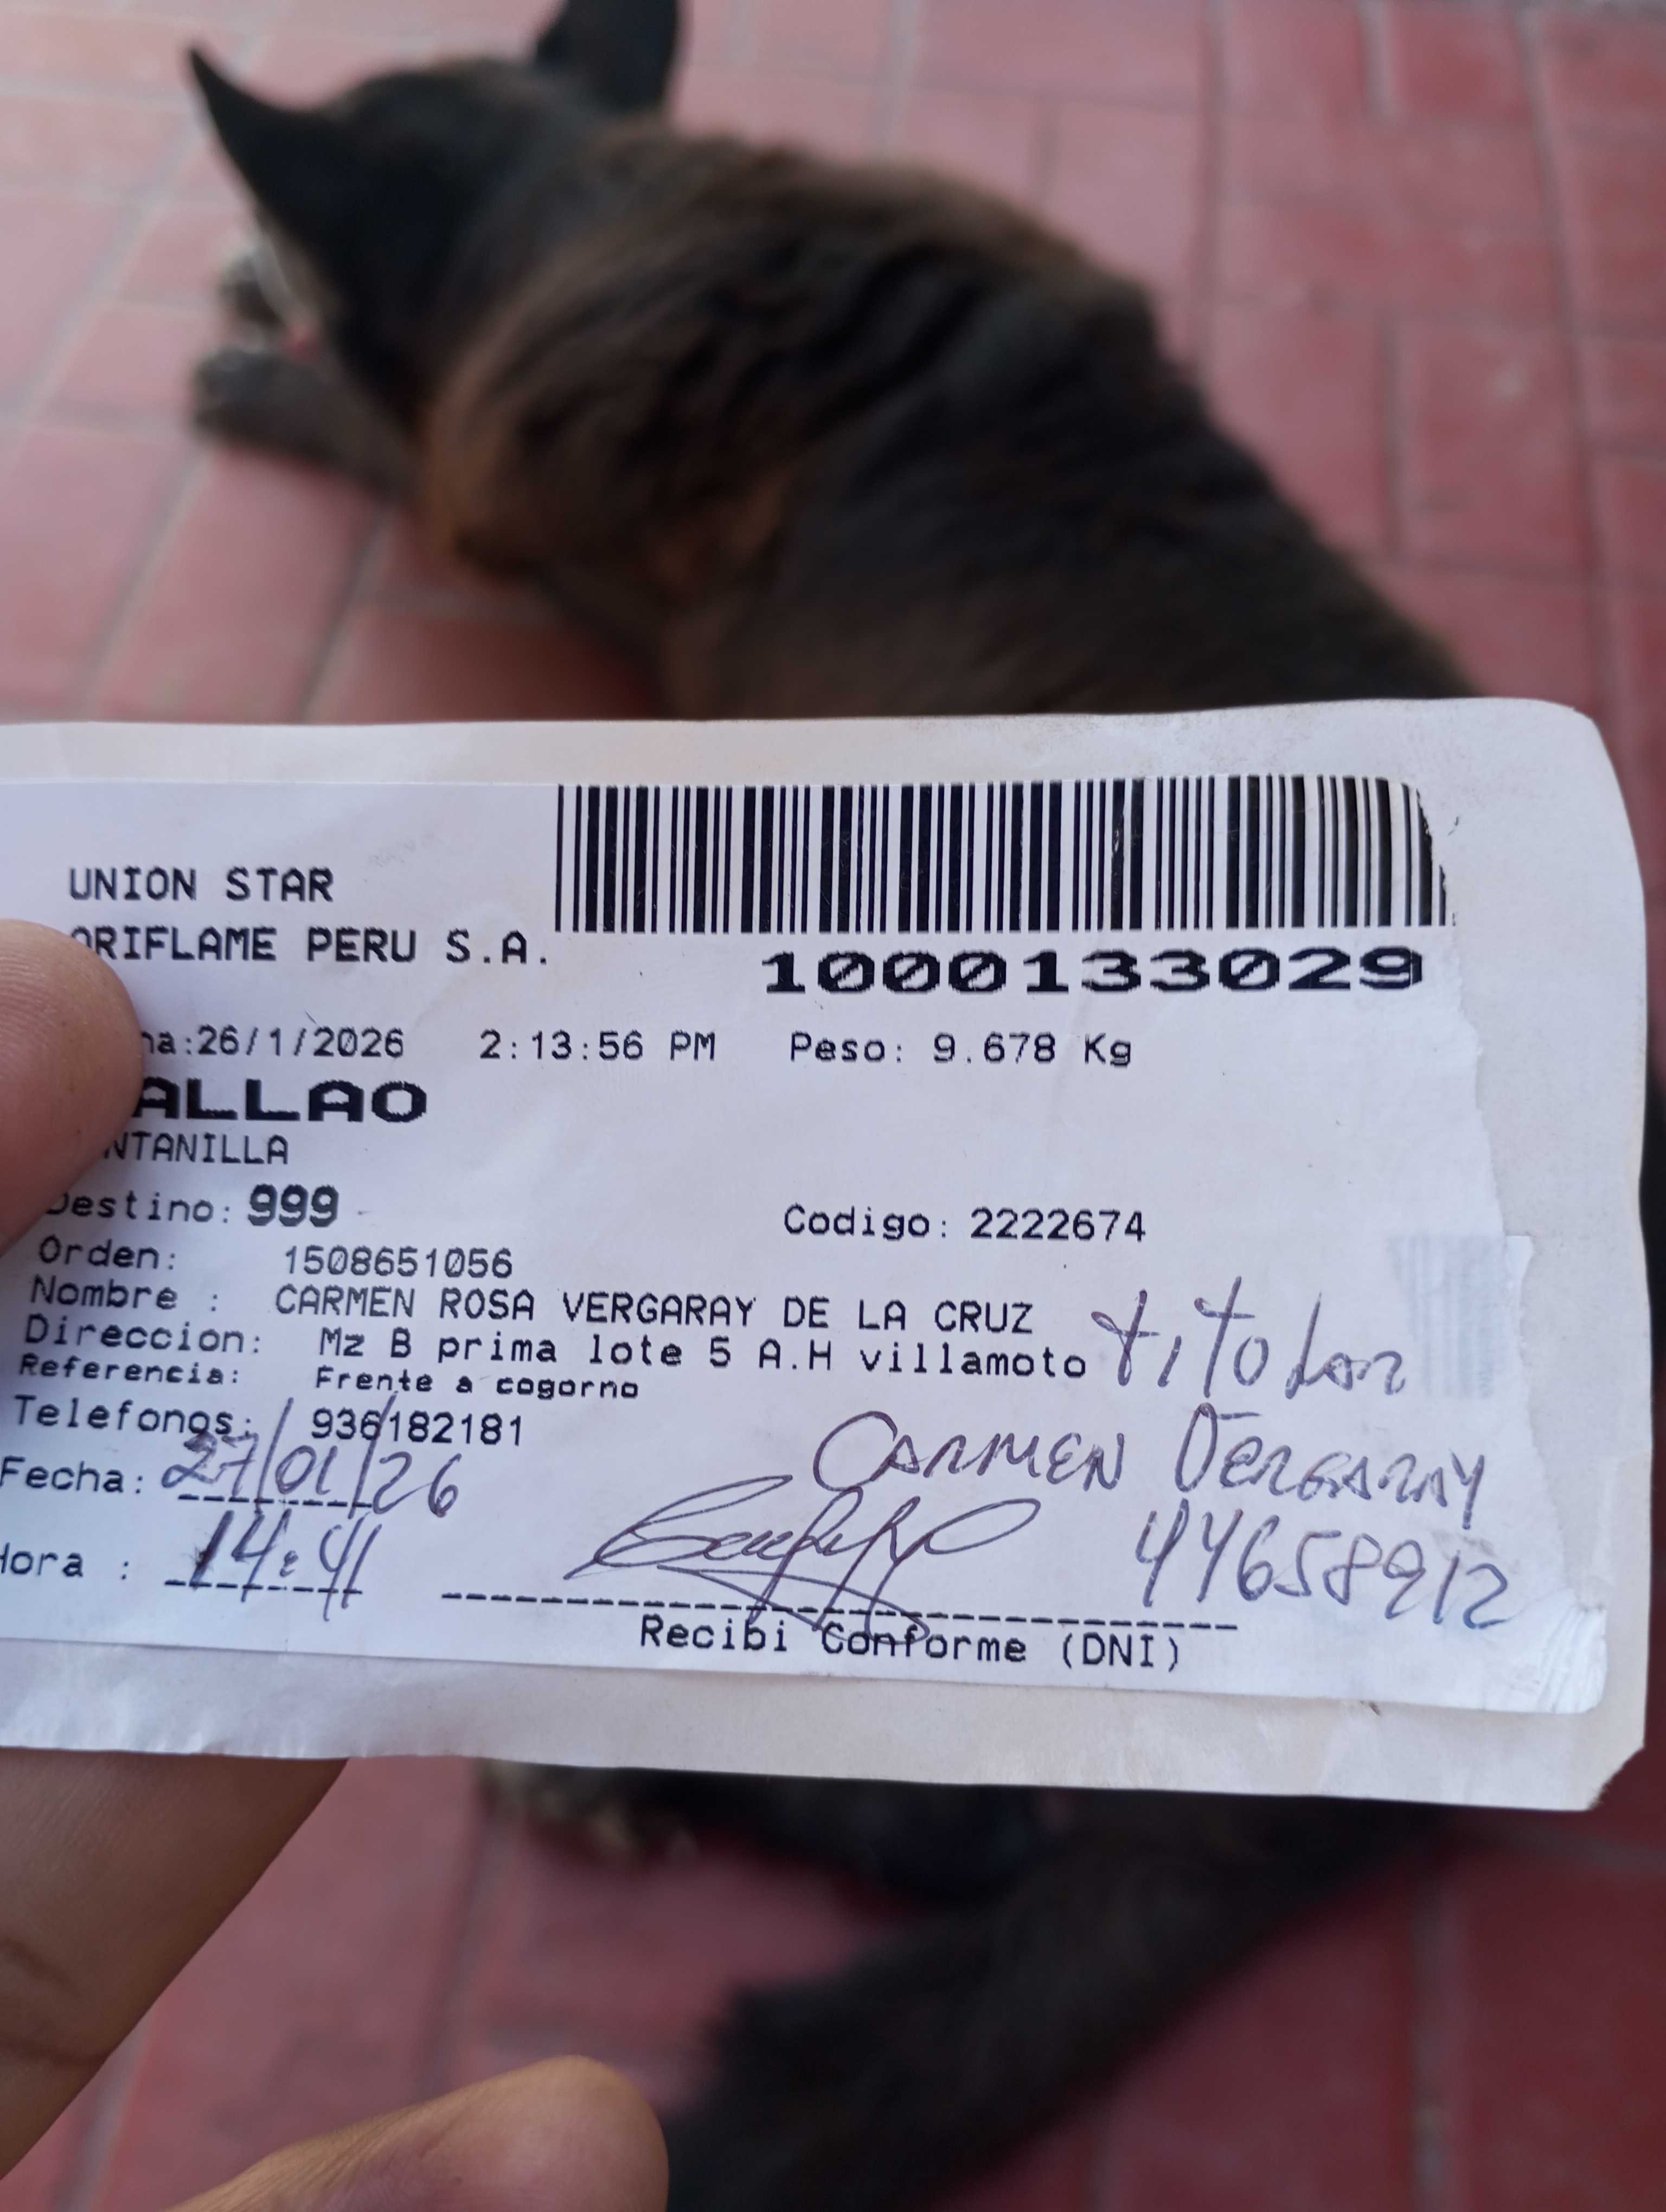 UNION STAR
ORIFLAME PERU S.A.
1000133029
ha:26/1/2026 2:13:56 PM Peso: 9.678 Kg
ALLAO
NTANILLA
Destino: 999
Codigo: 2222674
Orden: 1508651056
Nombre : CARMEN ROSA VERGARAY DE LA CRUZ
Direccion: Mz B prima lote 5 A.H villamoto
titular
Referencia: Frente a cogorno
Telefonos: 936182181
CARMEN VERGARAY
Fecha: 27/01/26
44658912
Hora : 14:41
Recibi Conforme (DNI)